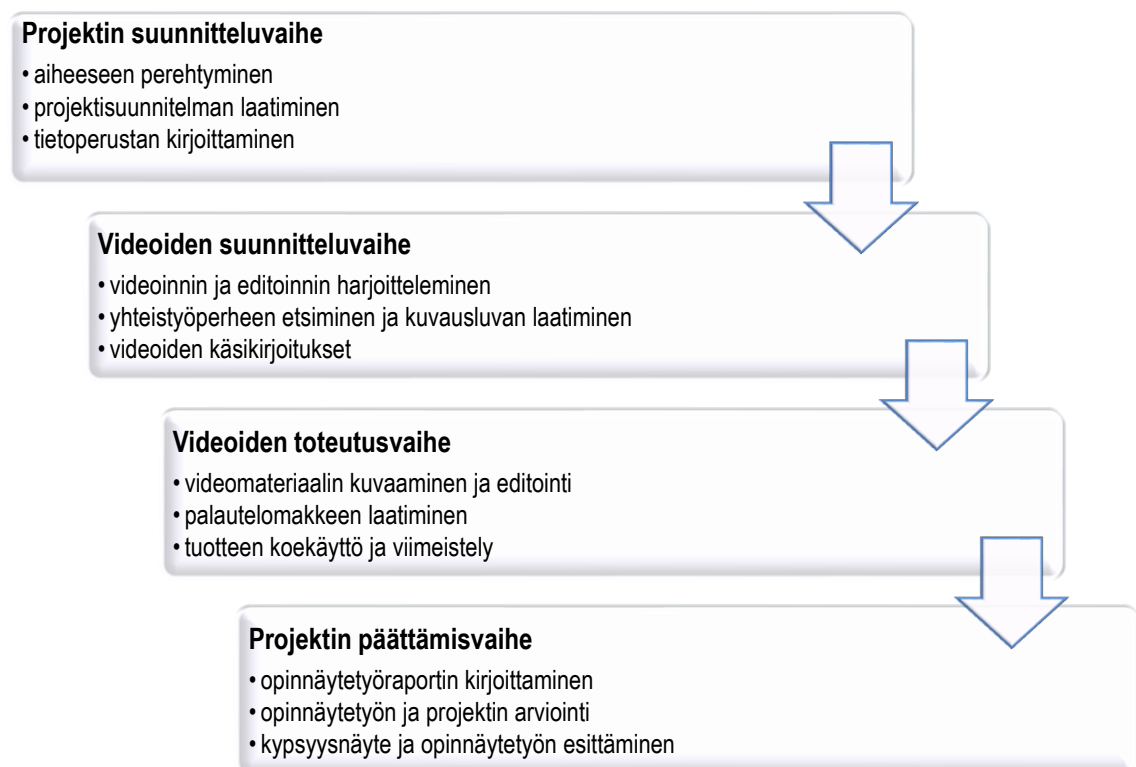 Projektin suunnitteluvaihe
• aiheeseen perehtyminen
• projektisuunnitelman laatiminen
• tietoperustan kirjoittaminen
Videoiden suunnitteluvaihe
• videoinnin ja editoinnin harjoitteleminen
• yhteistyöperheen etsiminen ja kuvausluvan laatiminen
• videoiden käsikirjoitukset
Videoiden toteutusvaihe
• videomateriaalin kuvaaminen ja editointi
• palautelomakkeen laatiminen
• tuotteen koekäyttö ja viimeistely
Projektin päättämisvaihe
• opinnäytetyöraportin kirjoittaminen
• opinnäytetyön ja projektin arviointi
• kypsyysnäyte ja opinnäytetyön esittäminen